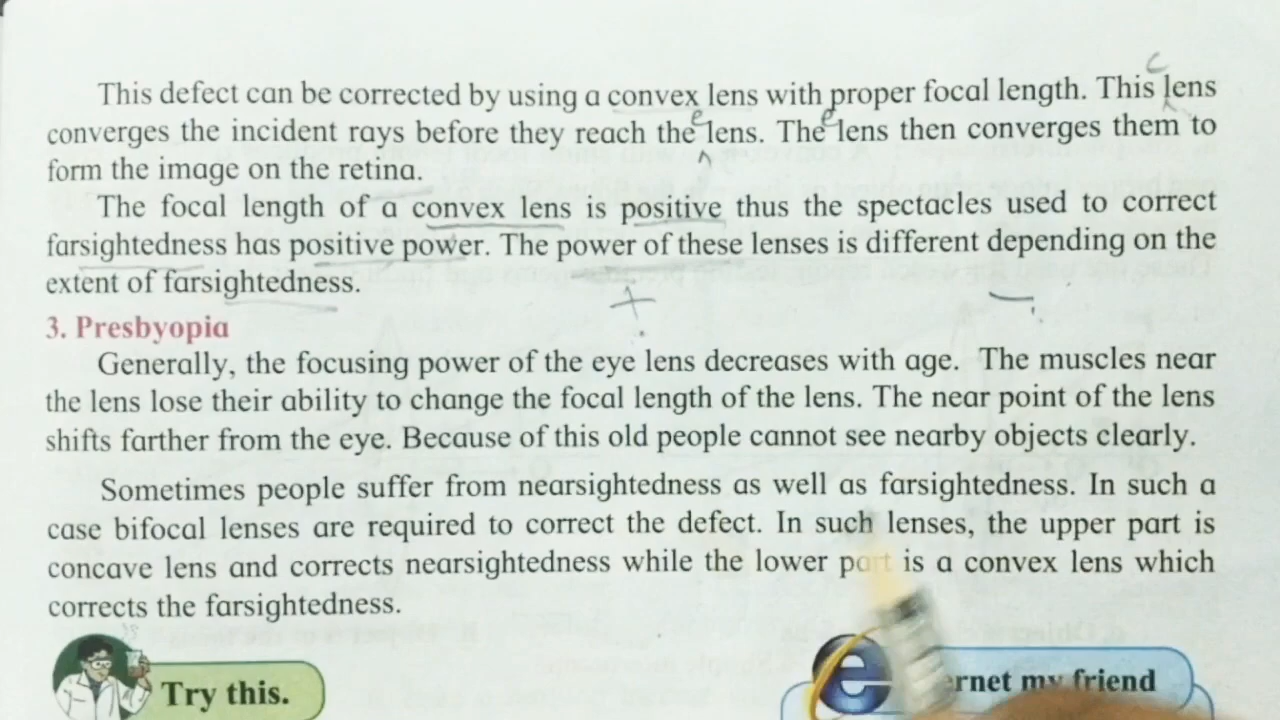 This defect can be corrected by using a convex lens with proper focal length. This lens
converges the incident rays before they reach the lens. The lens then converges them to
form the image on the retina.
The focal length of a convex lens is positive thus the spectacles used to correct
farsightedness has positive power. The power of these lenses is different depending on the
extent of farsightedness.
3. Presbyopia
Generally, the focusing power of the eye lens decreases with age. The muscles near
the lens lose their ability to change the focal length of the lens. The near point of the lens
shifts farther from the eye. Because of this old people cannot see nearby objects clearly.
Sometimes people suffer from nearsightedness as well as farsightedness. In such a
case bifocal lenses are required to correct the defect. In such lenses, the upper part is
concave lens and corrects nearsightedness while the lower part is a convex lens which
corrects the farsightedness.
Try this.
my friend